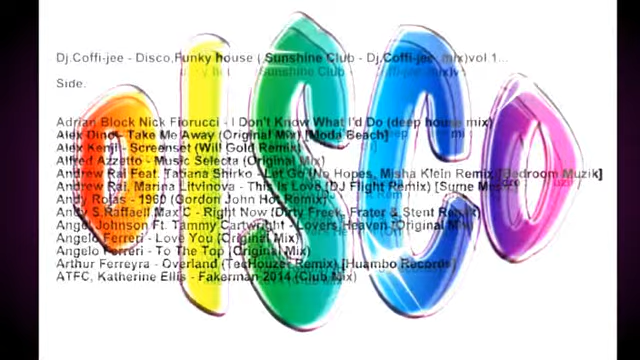 DISCO
Dj.Coffi-jee - Disco,Funky house ( Sunshine Club - Dj.Coffi-jee mix)vol 1...
Side.
Adrian Block Nick Fiorucci - I Don't Know What I'd Do (deep house mix)
Alex Dino - Take Me Away (Original Mix) [Moda Beach]
Alex Kenji - Screenset (Will Gold Remix)
Alfred Azzetto - Music Selecta (Original Mix)
Andrew Rai Feat. Tatiana Shirko - Let Go (No Hopes, Misha Klein Remix) [Bedroom Muzik]
Andrew Rai, Marina Litvinova - This Is Love (DJ Flight Remix) [Sume
Andy Rojas - 1960 (Gordon John Hot Remix)
Andy S.Raffaell Max C - Right Now (Dirty Freek, Frater & Stent Remix)
Angel Johnson Ft. Tammy Cartwright - Lovers Heaven (Original Mix)
Angelo Ferreri - Love You (Original Mix)
Angelo Ferreri - To The Top (Original Mix)
Arthur Ferreyra - Overland (TecHouzer Remix) [Huambo Records]
ATFC, Katherine Ellis - Fakerman 2014 (Club Mix)